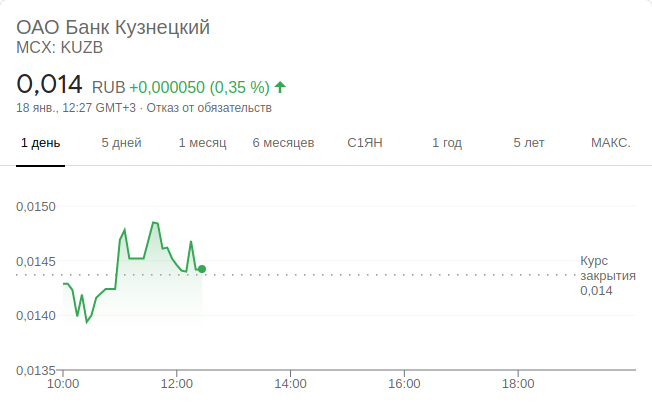 ОАО Банк Кузнецкий
MCX: KUZB
0,014 RUB +0,000050 (0,35 %)
18 янв., 12:27 GMT+3 · Отказ от обязательств
1 день 5 дней 1 месяц 6 месяцев С1ЯН 1 год 5 лет МАКС.
0,0150
0,0145
0,0140
0,0135
Курс
закрытия
0,014
10:00 12:00 14:00 16:00 18:00